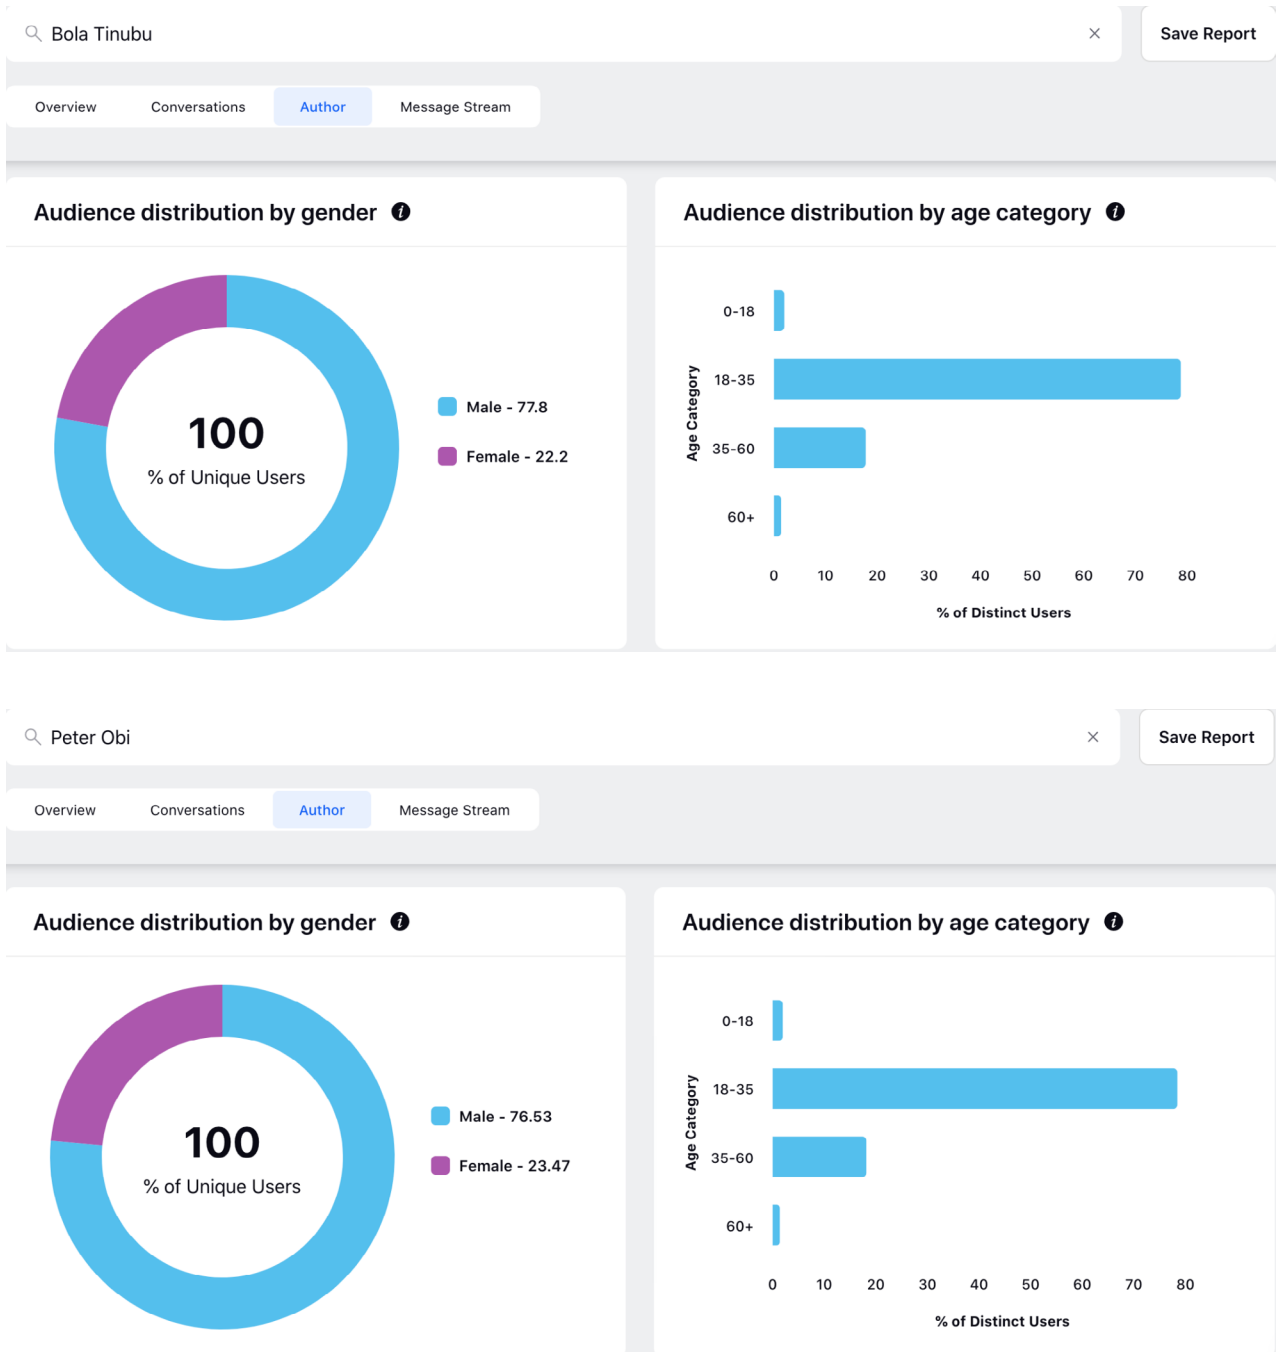 Bola Tinubu
Save Report
Overview Conversations Author Message Stream
Audience distribution by gender
100
% of Unique Users
Male - 77.8
Female - 22.2
Audience distribution by age category
Age Category
0-18
18-35
35-60
60+
0 10 20 30 40 50 60 70 80
% of Distinct Users
Peter Obi
Save Report
Overview Conversations Author Message Stream
Audience distribution by gender
100
% of Unique Users
Male - 76.53
Female - 23.47
Audience distribution by age category
Age Category
0-18
18-35
35-60
60+
0 10 20 30 40 50 60 70 80
% of Distinct Users